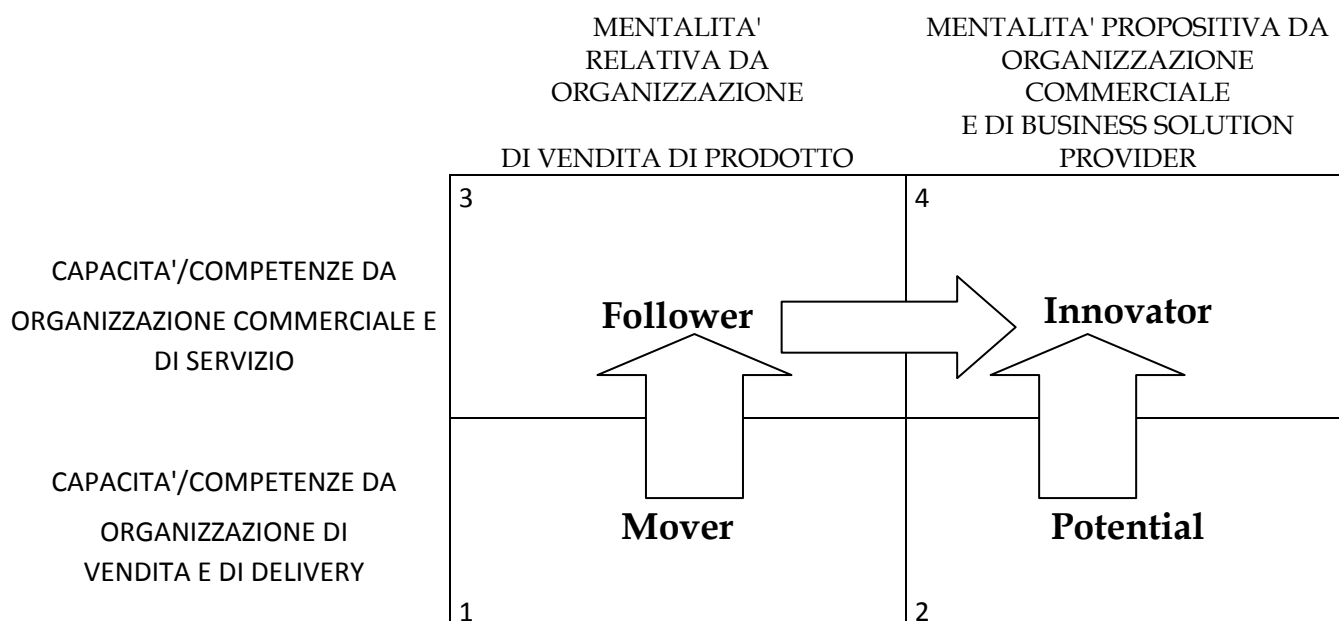 MENTALITA'
RELATIVA DA
ORGANIZZAZIONE
DI VENDITA DI PRODOTTO
MENTALITA' PROPOSITIVA DA
ORGANIZZAZIONE
COMMERCIALE
E DI BUSINESS SOLUTION
PROVIDER
3
4
CAPACITA'/COMPETENZE DA
ORGANIZZAZIONE COMMERCIALE E
DI SERVIZIO
Follower
Innovator
CAPACITA'/COMPETENZE DA
ORGANIZZAZIONE DI
VENDITA E DI DELIVERY
Mover
Potential
1
2